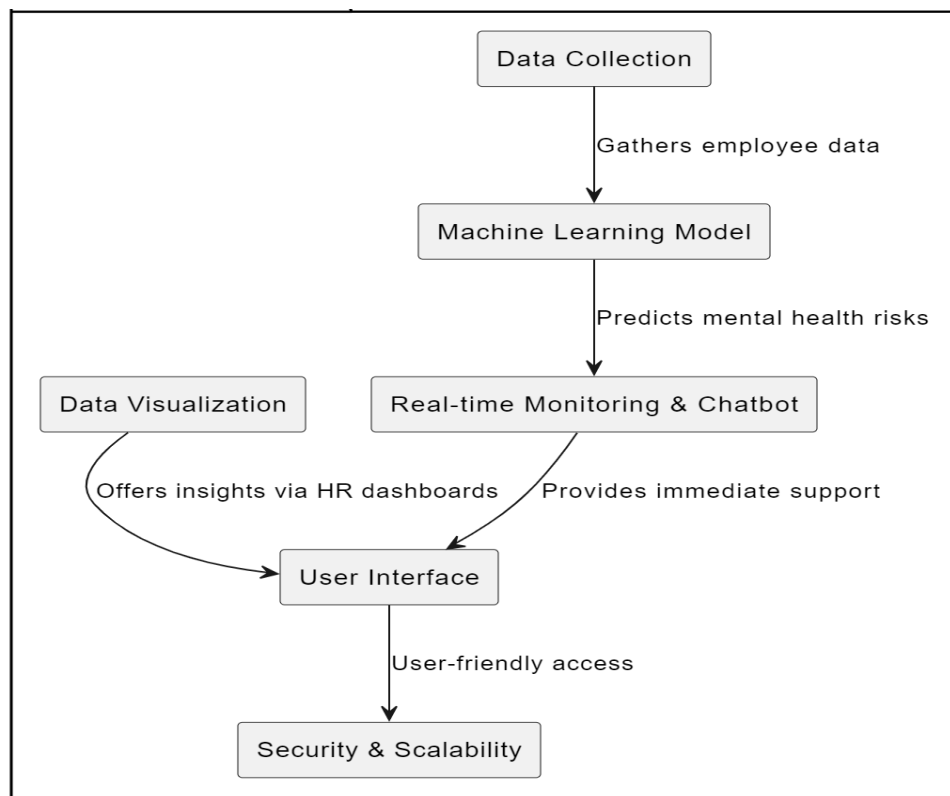 Data Collection
Gathers employee data
Machine Learning Model
Predicts mental health risks
Data Visualization
Real-time Monitoring & Chatbot
Offers insights via HR dashboards
Provides immediate support
User Interface
User-friendly access
Security & Scalability